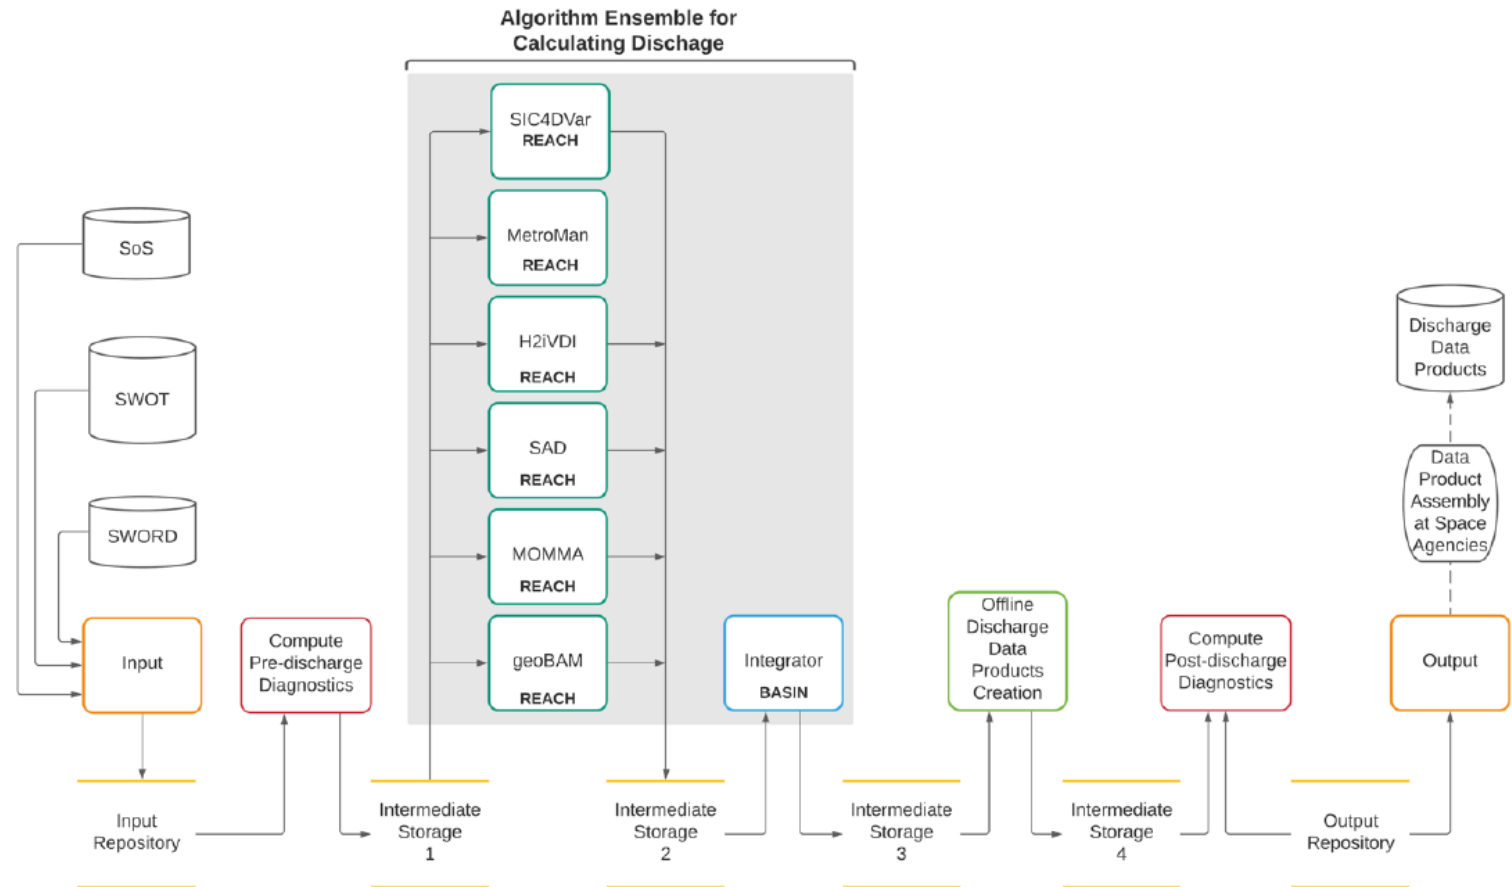 Algorithm Ensemble for
Calculating Dischage
SIC4DVar
REACH
MetroMan
REACH
H2iVDI
REACH
SAD
REACH
MOMMA
REACH
geoBAM
REACH
SoS
SWOT
SWORD
Input
Compute
Pre-discharge
Diagnostics
Integrator
BASIN
Offline
Discharge
Data
Products
Creation
Compute
Post-discharge
Diagnostics
Discharge
Data
Products
Data
Product
Assembly
at Space
Agencies
Output
Input
Repository
Intermediate
Storage
1
Intermediate
Storage
2
Intermediate
Storage
3
Intermediate
Storage
4
Output
Repository